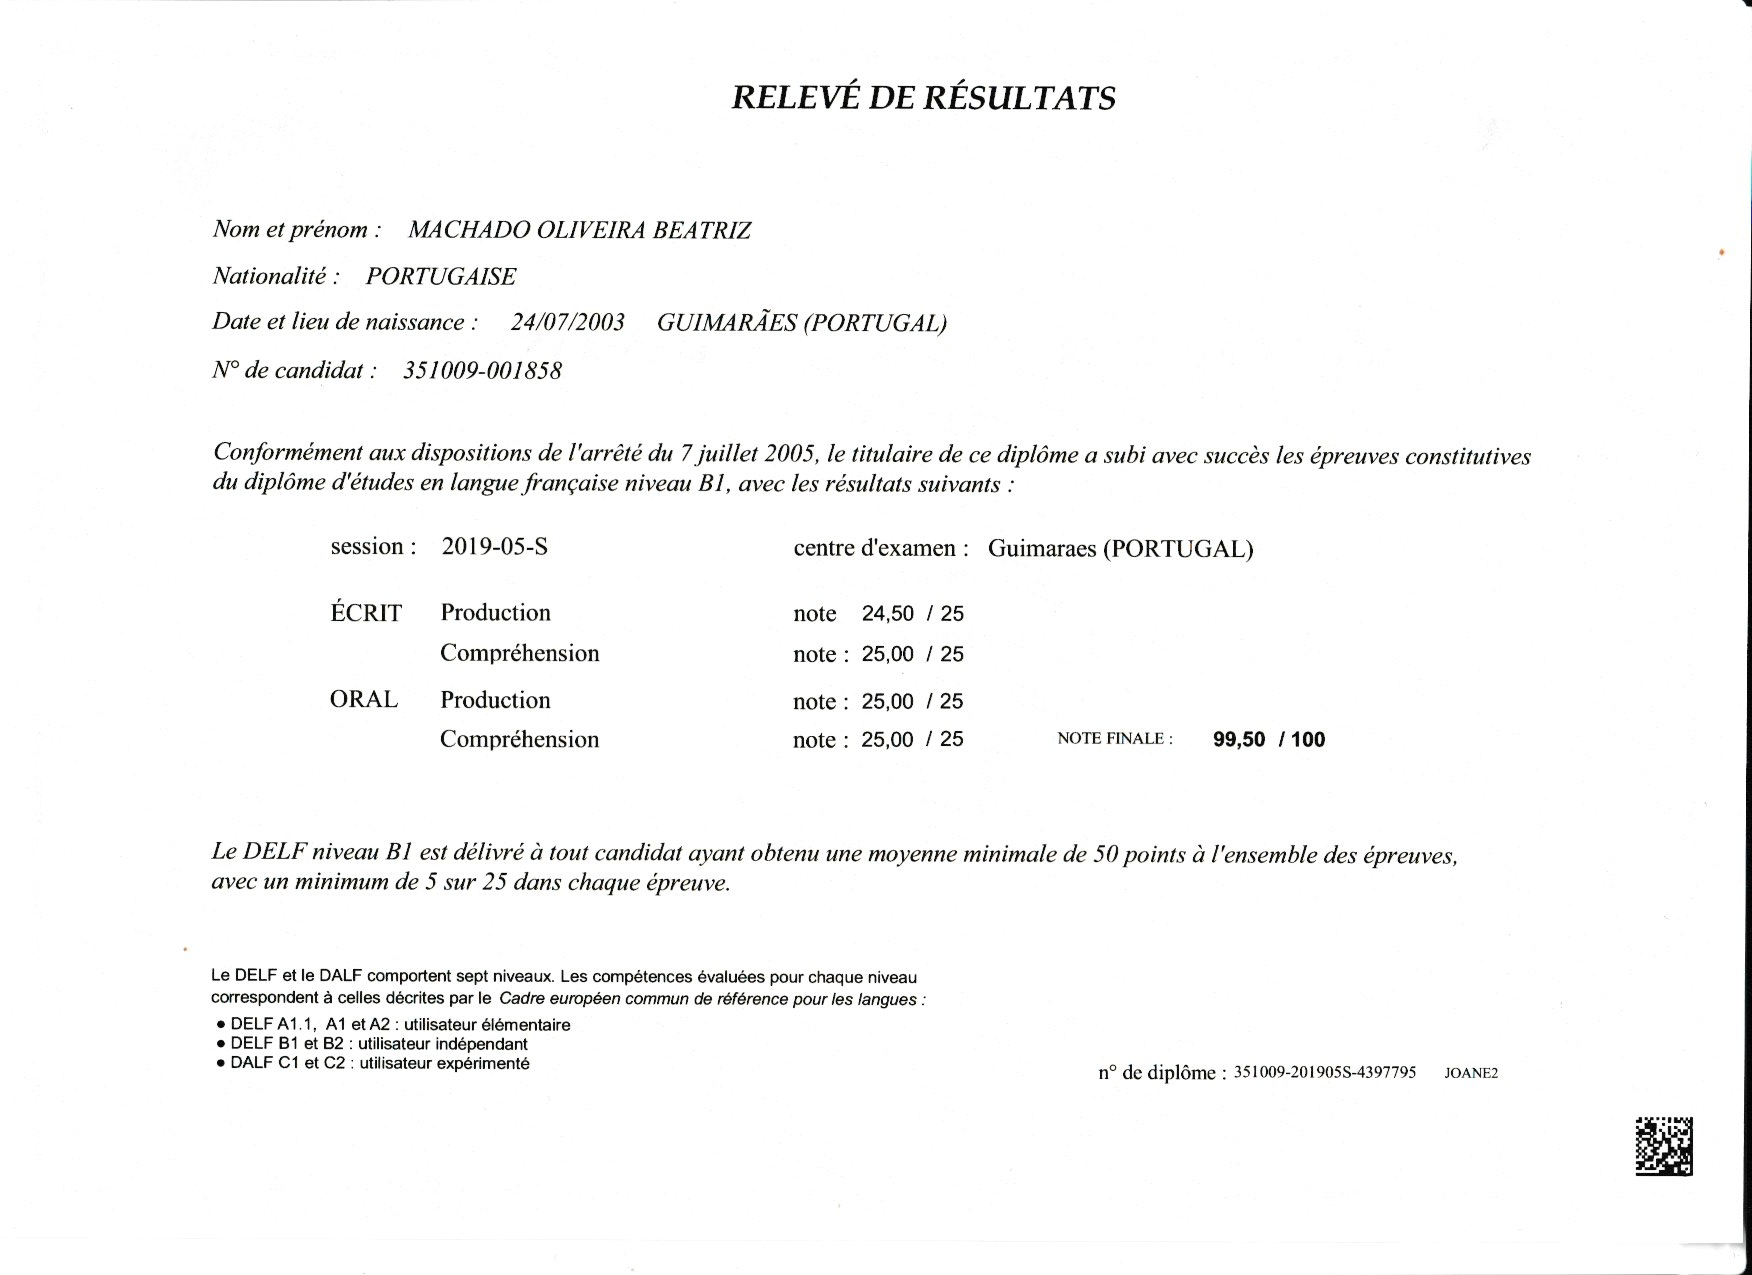 RELEVÉ DE RÉSULTATS
Nom et prénom : MACHADO OLIVEIRA BEATRIZ
Nationalité : PORTUGAISE
Date et lieu de naissance : 24/07/2003 GUIMARÃES (PORTUGAL)
N° de candidat : 351009-001858
Conformément aux dispositions de l'arrêté du 7 juillet 2005, le titulaire de ce diplôme a subi avec succès les épreuves constitutives
du diplôme d'études en langue française niveau B1, avec les résultats suivants :
session : 2019-05-S centre d'examen : Guimaraes (PORTUGAL)
ÉCRIT Production note 24,50 / 25
Compréhension note : 25,00 / 25
ORAL Production note : 25,00 / 25
Compréhension note : 25,00 / 25 NOTE FINALE : 99,50 / 100
Le DELF niveau B1 est délivré à tout candidat ayant obtenu une moyenne minimale de 50 points à l'ensemble des épreuves,
avec un minimum de 5 sur 25 dans chaque épreuve.
Le DELF et le DALF comportent sept niveaux. Les compétences évaluées pour chaque niveau
correspondent à celles décrites par le Cadre européen commun de référence pour les langues :
• DELF A1.1, A1 et A2 : utilisateur élémentaire
• DELF B1 et B2 : utilisateur indépendant
• DALF C1 et C2 : utilisateur expérimenté
n° de diplôme : 351009-201905S-4397795 JOANE2